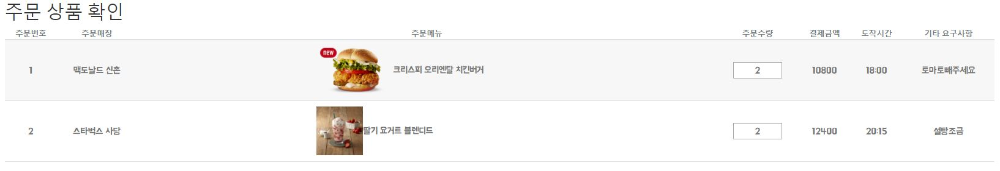 주문 상품 확인
주문번호 주문매장 주문메뉴 주문수량 결제금액 도착시간 기타 요구사항
new
1 맥도날드 신촌 크리스피 오리엔탈 치킨버거 2 10800 18:00 토마토빼주세요
2 스타벅스 사당 딸기 요거트 블렌디드 2 12400 20:15 설탕조금